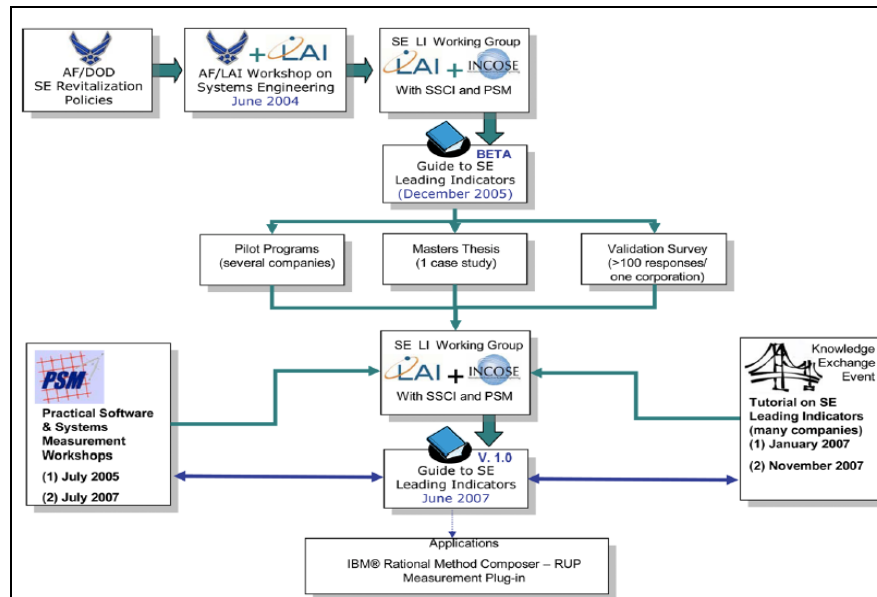 AF/DOD
SE Revitalization
Policies
+ LAI
AF/LAI Workshop on
Systems Engineering
June 2004
SE LI Working Group
LAI + INCOSE
With SSCI and PSM
BETA
Guide to SE
Leading Indicators
(December 2005)
Pilot Programs
(several companies)
Masters Thesis
(1 case study)
Validation Survey
(>100 responses/
one corporation)
SE LI Working Group
LAI + INCOSE
With SSCI and PSM
PSM
Practical Software
& Systems
Measurement
Workshops
(1) July 2005
(2) July 2007
Knowledge
Exchange
Event
Tutorial on SE
Leading Indicators
(many companies)
(1) January 2007
(2) November 2007
V. 1.0
Guide to SE
Leading Indicators
June 2007
Applications
IBM® Rational Method Composer – RUP
Measurement Plug-in